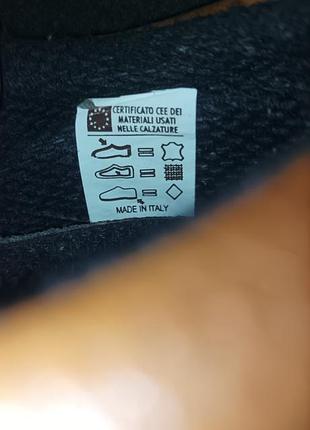 CERTIFICATO CEE DEI
MATERIALI USATI
NELLE CALZATURE
MADE IN ITALY